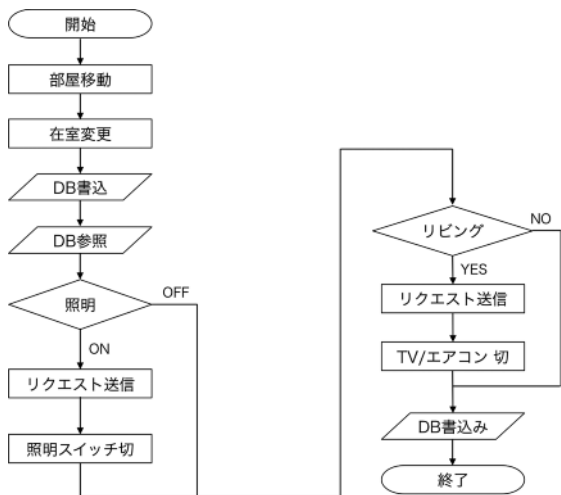 開始
部屋移動
在室変更
DB書込
DB参照
照明
OFF
ON
リクエスト送信
照明スイッチ切
リビング
NO
YES
リクエスト送信
TV/エアコン 切
DB書込み
終了